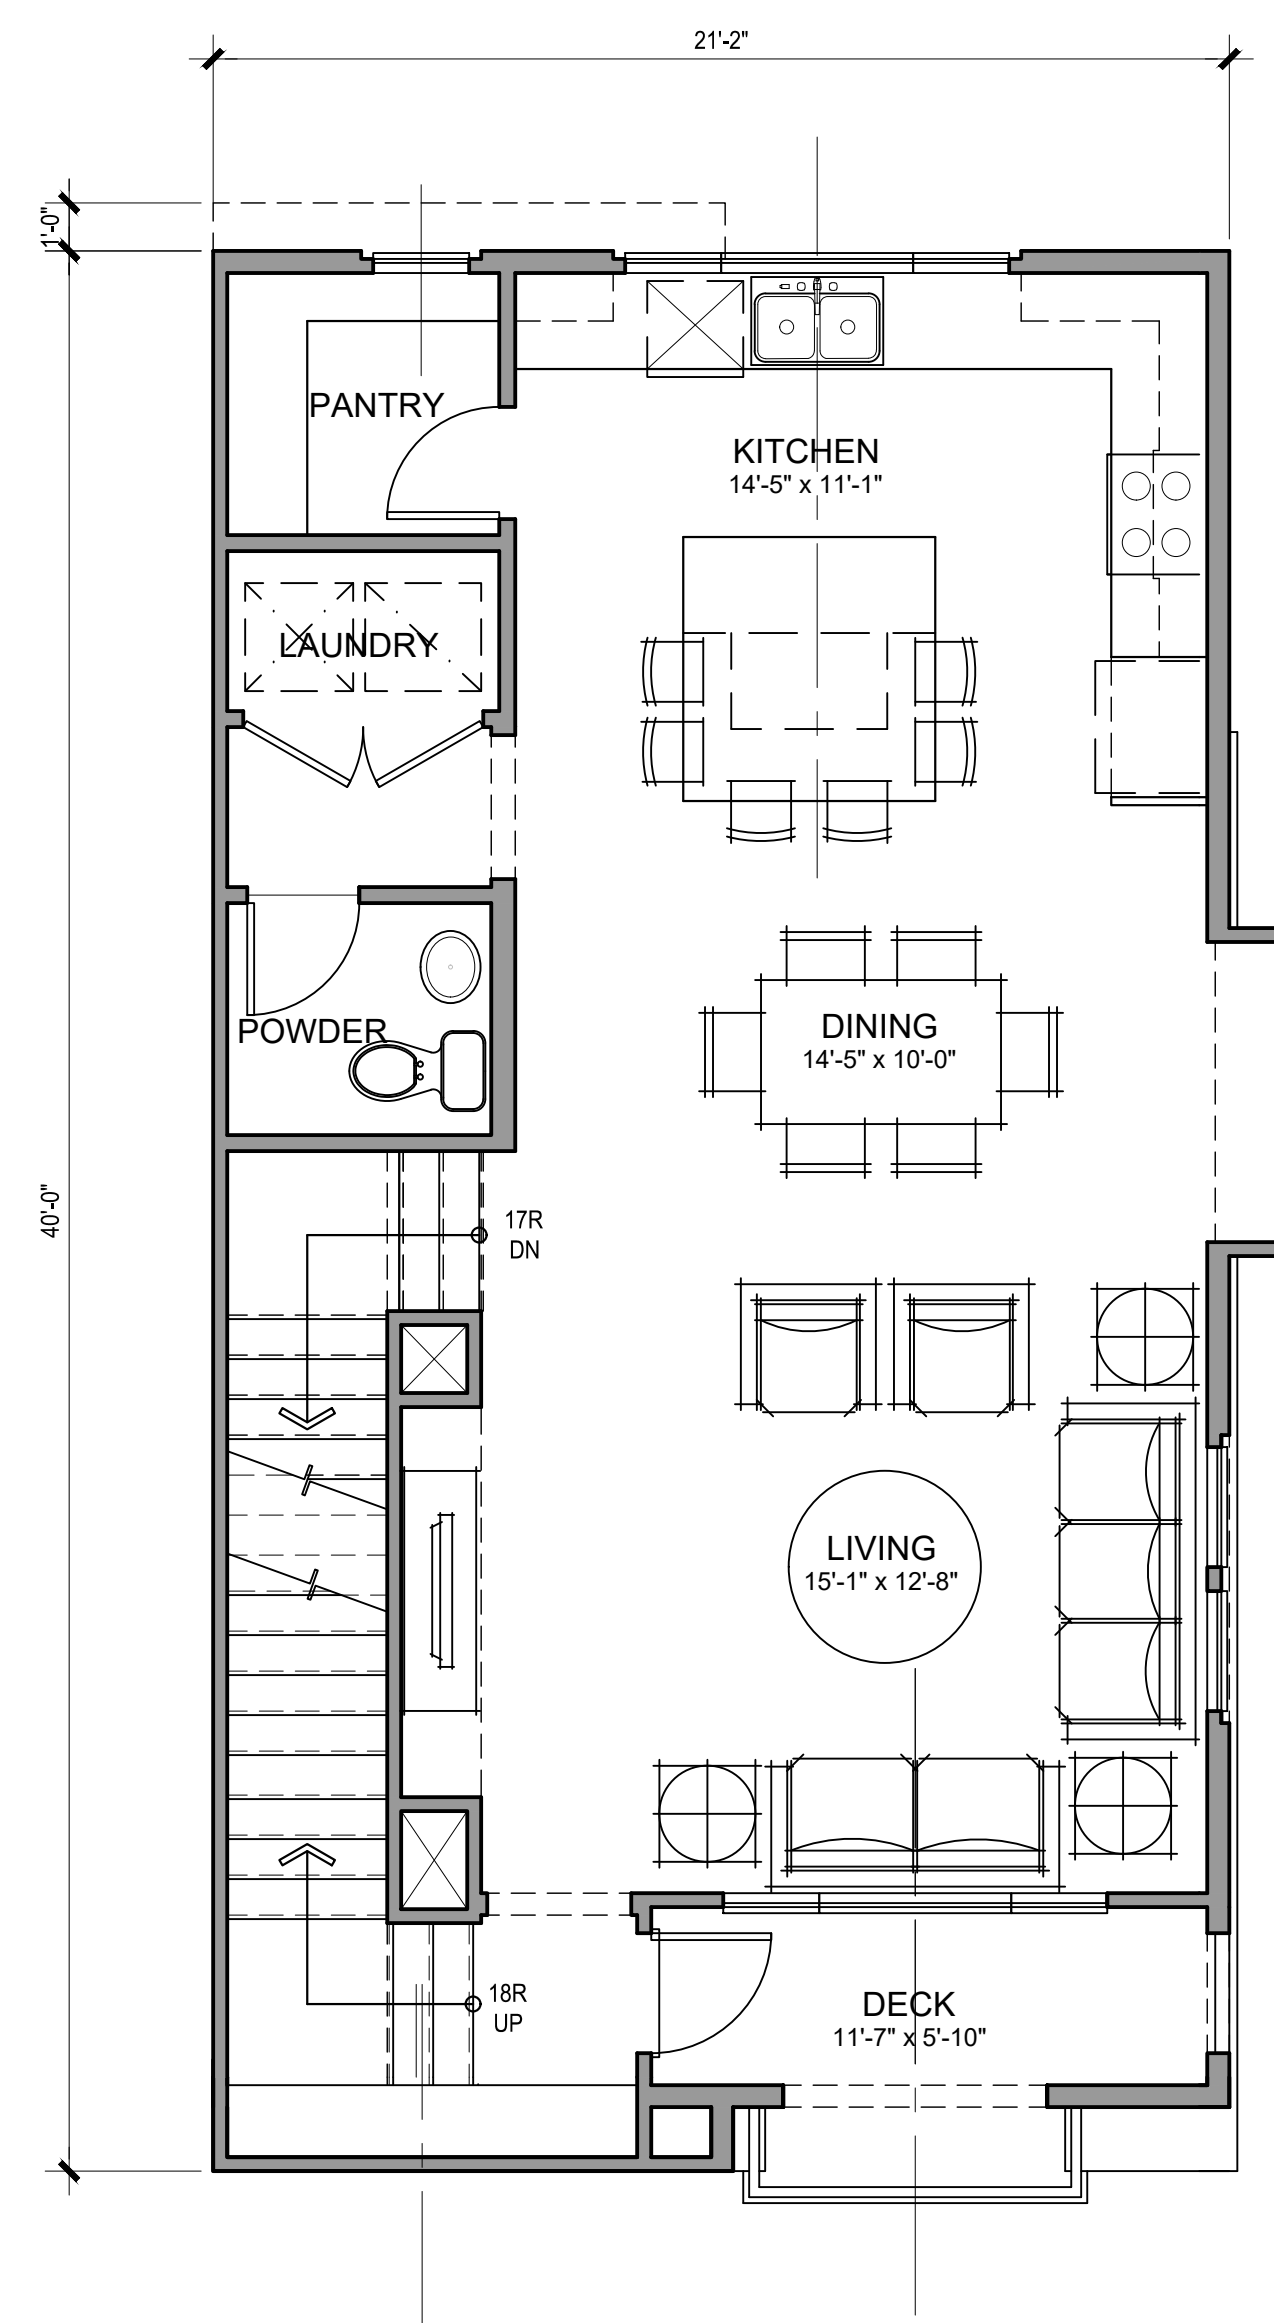 21'-2"
1'-0"
PANTRY
KITCHEN
14'-5" x 11'-1"
LAUNDRY
DINING
14'-5" x 10'-0"
POWDER
40'-0"
17R
DN
LIVING
15'-1" x 12'-8"
18R
UP
DECK
11'-7" x 5'-10"